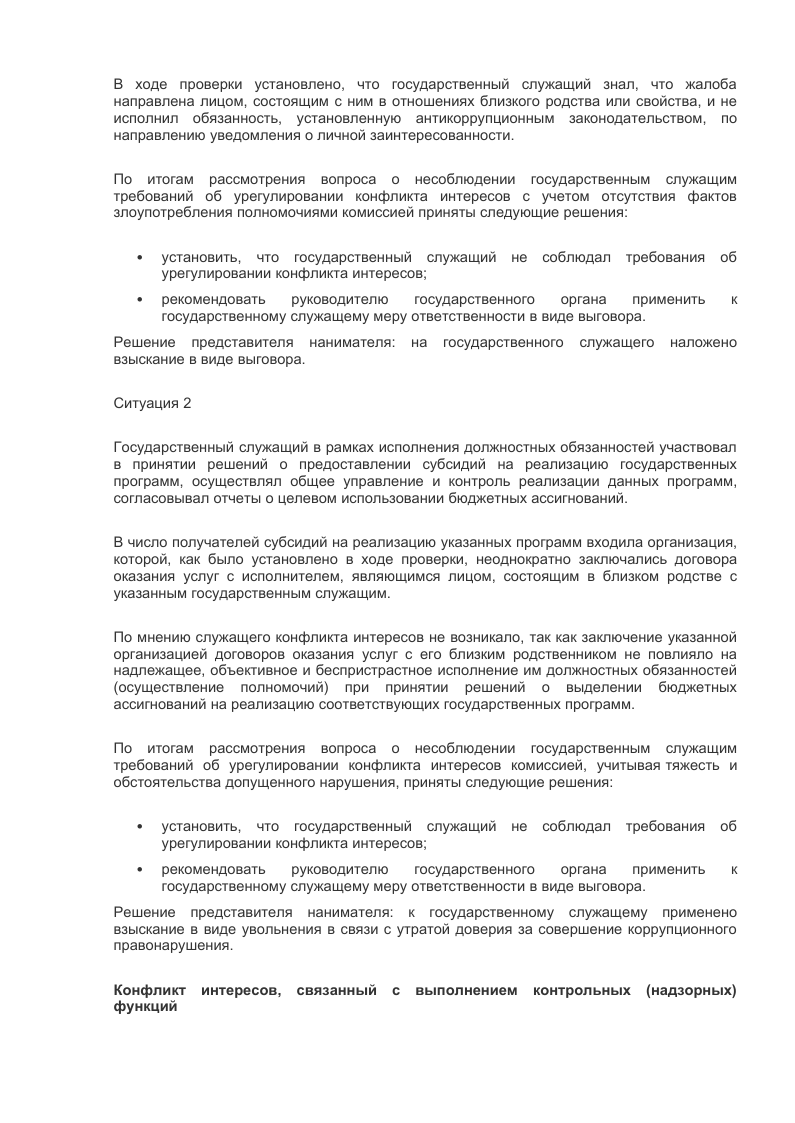 В ходе проверки установлено, что государственный служащий знал, что жалоба
направлена лицом, состоящим с ним в отношениях близкого родства или свойства, и не
исполнил обязанность, установленную антикоррупционным законодательством, по
направлению уведомления о личной заинтересованности.
По итогам рассмотрения вопроса о несоблюдении государственным служащим
требований об урегулировании конфликта интересов с учетом отсутствия фактов
злоупотребления полномочиями комиссией приняты следующие решения:
• установить, что государственный служащий не соблюдал требования об
урегулировании конфликта интересов;
• рекомендовать руководителю государственного органа применить к
государственному служащему меру ответственности в виде выговора.
Решение представителя нанимателя: на государственного служащего наложено
взыскание в виде выговора.
Ситуация 2
Государственный служащий в рамках исполнения должностных обязанностей участвовал
в принятии решений о предоставлении субсидий на реализацию государственных
программ, осуществлял общее управление и контроль реализации данных программ,
согласовывал отчеты о целевом использовании бюджетных ассигнований.
В число получателей субсидий на реализацию указанных программ входила организация,
которой, как было установлено в ходе проверки, неоднократно заключались договора
оказания услуг с исполнителем, являющимся лицом, состоящим в близком родстве с
указанным государственным служащим.
По мнению служащего конфликта интересов не возникало, так как заключение указанной
организацией договоров оказания услуг с его близким родственником не повлияло на
надлежащее, объективное и беспристрастное исполнение им должностных обязанностей
(осуществление полномочий) при принятии решений о выделении бюджетных
ассигнований на реализацию соответствующих государственных программ.
По итогам рассмотрения вопроса о несоблюдении государственным служащим
требований об урегулировании конфликта интересов комиссией, учитывая тяжесть и
обстоятельства допущенного нарушения, приняты следующие решения:
• установить, что государственный служащий не соблюдал требования об
урегулировании конфликта интересов;
• рекомендовать руководителю государственного органа применить к
государственному служащему меру ответственности в виде выговора.
Решение представителя нанимателя: к государственному служащему применено
взыскание в виде увольнения в связи с утратой доверия за совершение коррупционного
правонарушения.
Конфликт интересов, связанный с выполнением контрольных (надзорных)
функций